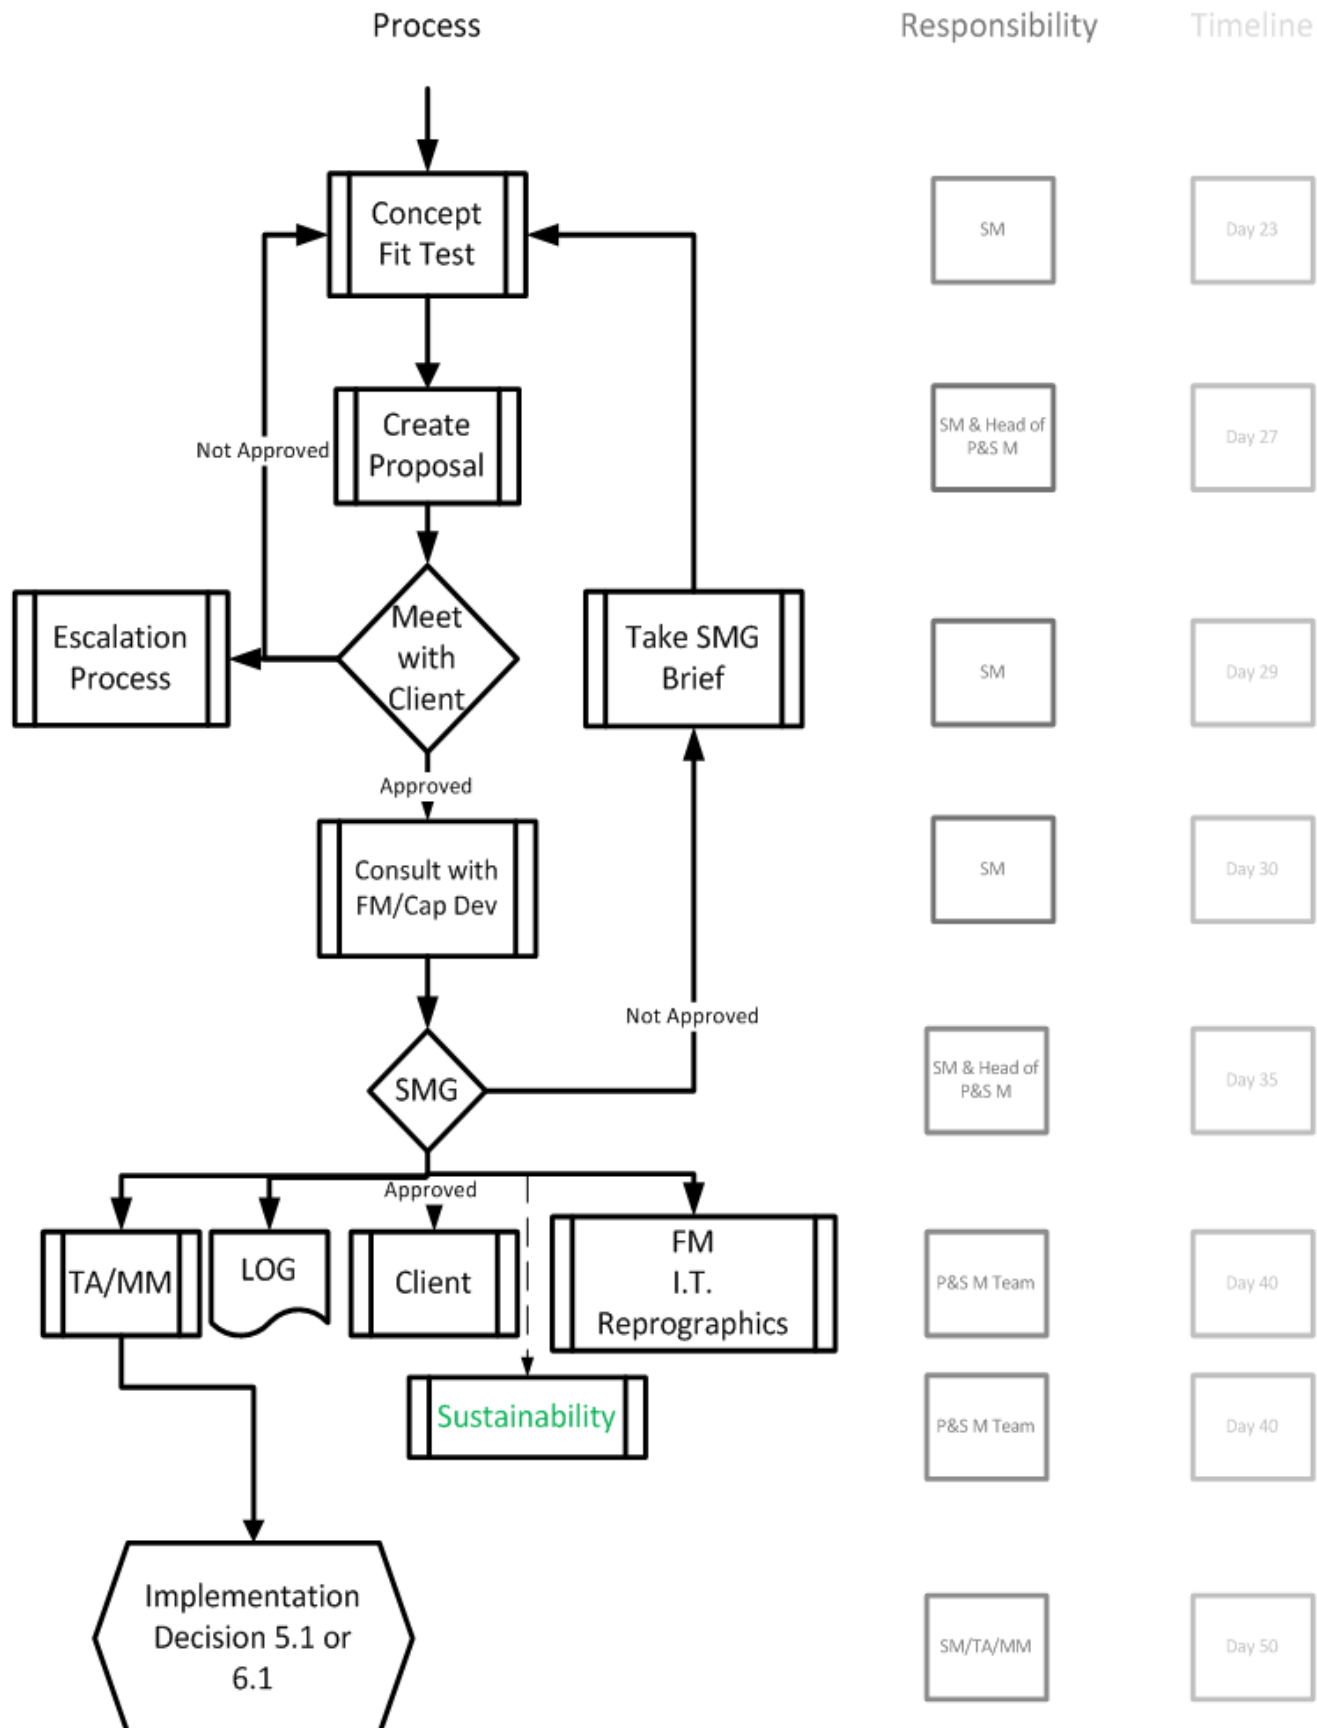 Process
Responsibility
Timeline
Concept
Fit Test
SM
Day 23
Create
Proposal
SM & Head of
P&S M
Day 27
Not Approved
Escalation
Process
Meet
with
Client
Take SMG
Brief
SM
Day 29
Approved
Consult with
FM/Cap Dev
SM
Day 30
Not Approved
SMG
SM & Head of
P&S M
Day 35
Approved
TA/MM
LOG
Client
FM
I.T.
Reprographics
P&S M Team
Day 40
Sustainability
P&S M Team
Day 40
Implementation
Decision 5.1 or
6.1
SM/TA/MM
Day 50